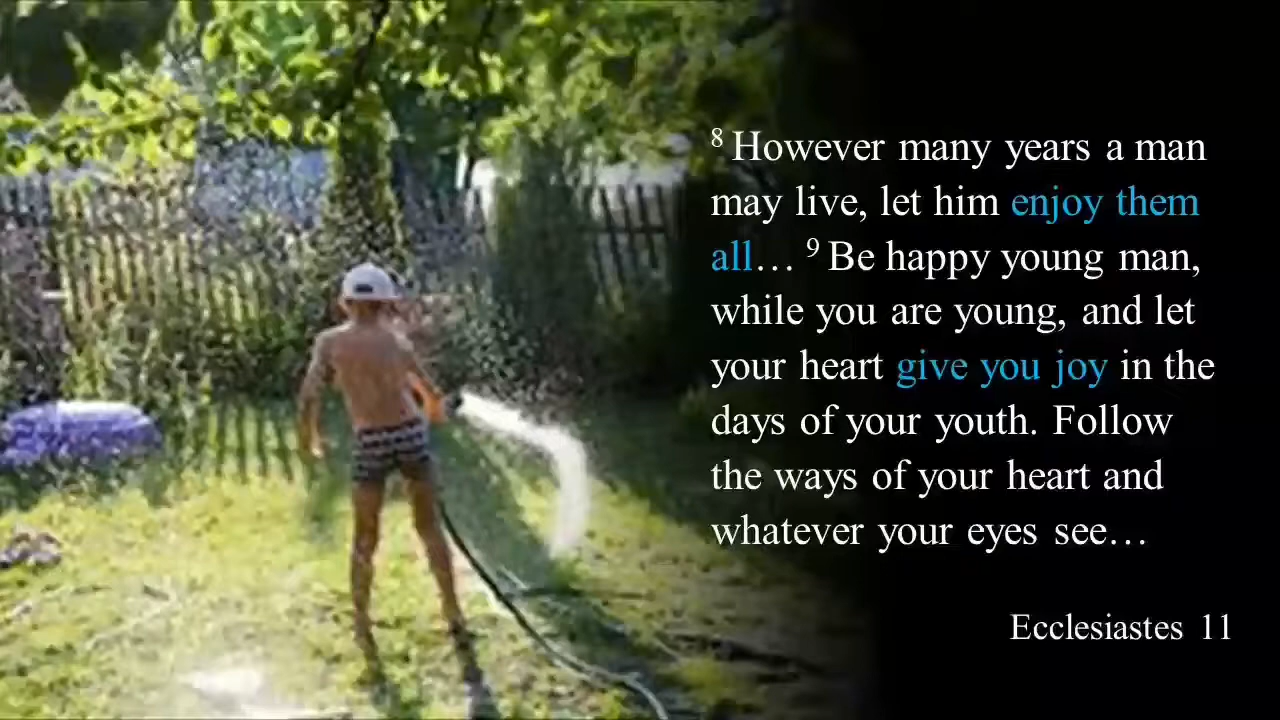 ⁸ However many years a man
may live, let him enjoy them
all… ⁹ Be happy young man,
while you are young, and let
your heart give you joy in the
days of your youth. Follow
the ways of your heart and
whatever your eyes see…
Ecclesiastes 11